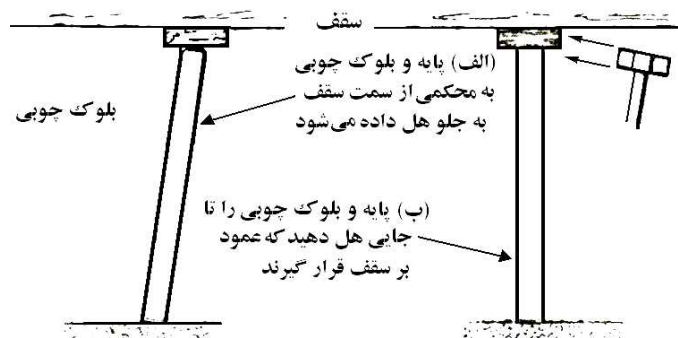 سقف
(الف) پایه و بلوک چوبی
به محکمی از سمت سقف
به جلو هل داده می‌شود
بلوک چوبی
(ب) پایه و بلوک چوبی را تا
جایی هل دهید که عمود
بر سقف قرار گیرند